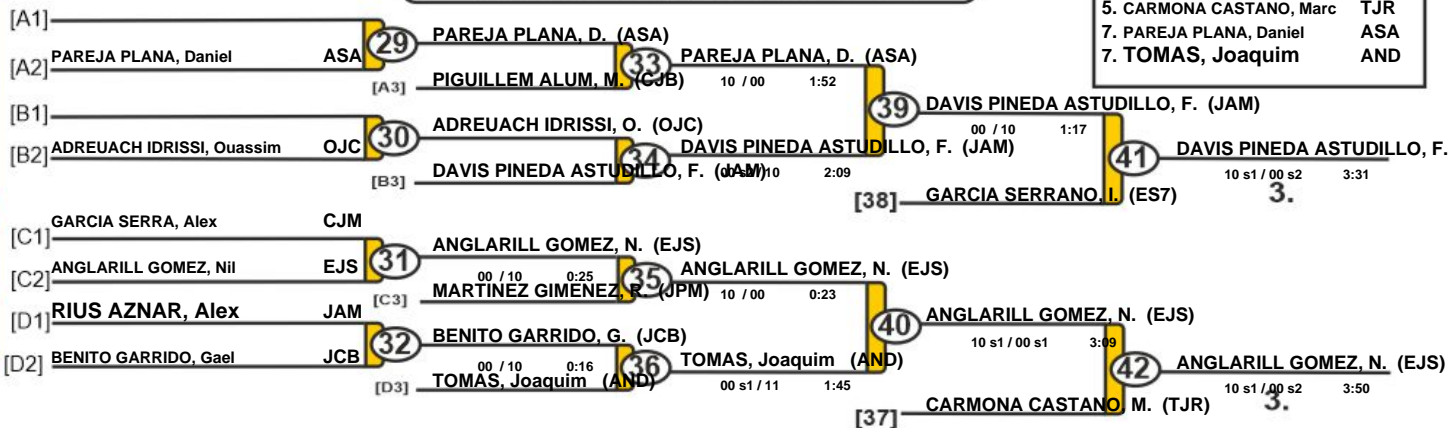 5. CARMONA CASTANO, Marc TJR
7. PAREJA PLANA, Daniel ASA
7. TOMAS, Joaquim AND
[A1]
[A2] PAREJA PLANA, Daniel ASA
29
PAREJA PLANA, D. (ASA)
[A3] PIGUILLEM ALUM, M. (CJB)
33
PAREJA PLANA, D. (ASA)
10 / 00 1:52
[B1]
[B2] ADREUACH IDRISSI, Ouassim OJC
30
ADREUACH IDRISSI, O. (OJC)
[B3] DAVIS PINEDA ASTUDILLO, F. (JAM)
34
DAVIS PINEDA ASTUDILLO, F. (JAM)
00 s2 / 10 2:09
39
DAVIS PINEDA ASTUDILLO, F. (JAM)
00 / 10 1:17
[38] GARCIA SERRANO, I. (ES7)
41
DAVIS PINEDA ASTUDILLO, F.
10 s1 / 00 s2 3:31
3.
[C1] GARCIA SERRA, Alex CJM
[C2] ANGLARILL GOMEZ, Nil EJS
31
ANGLARILL GOMEZ, N. (EJS)
00 / 10 0:25
[C3] MARTINEZ GIMENEZ, R. (JPM)
35
ANGLARILL GOMEZ, N. (EJS)
10 / 00 0:23
[D1] RIUS AZNAR, Alex JAM
[D2] BENITO GARRIDO, Gael JCB
32
BENITO GARRIDO, G. (JCB)
00 / 10 0:16
[D3] TOMAS, Joaquim (AND)
36
TOMAS, Joaquim (AND)
00 s1 / 11 1:45
40
ANGLARILL GOMEZ, N. (EJS)
10 s1 / 00 s1 3:09
[37] CARMONA CASTANO, M. (TJR)
42
ANGLARILL GOMEZ, N. (EJS)
10 s1 / 00 s2 3:50
3.